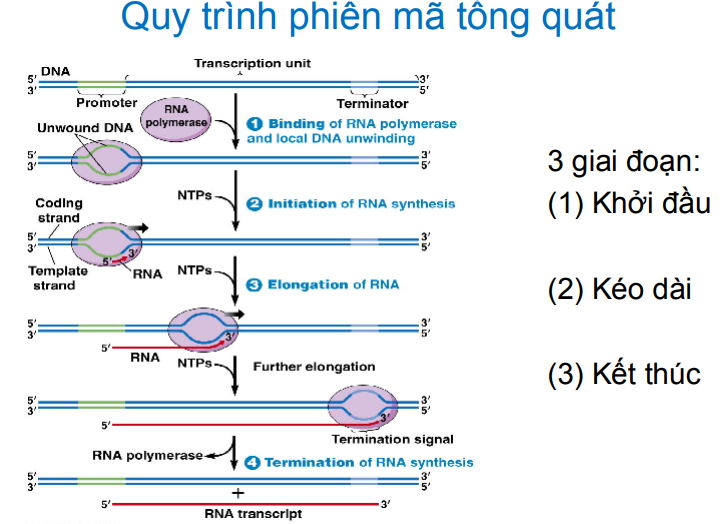 Quy trình phiên mã tổng quát
Transcription unit
DNA
5′
3′
3′
5′
Promoter
RNA
polymerase
Terminator
Unwound DNA
1 Binding of RNA polymerase
and local DNA unwinding
5′
3′
3′
5′
NTPs
2 Initiation of RNA synthesis
Coding
strand
5′
3′
3′
5′
5′
3′
Template
strand
RNA
NTPs
3 Elongation of RNA
5′
3′
3′
5′
3′
5′
RNA
NTPs
Further elongation
5′
3′
3′
5′
3′
5′
Termination signal
RNA polymerase
4 Termination of RNA synthesis
5′
3′
3′
5′
+
5′
3′
RNA transcript
3 giai đoạn:
(1) Khởi đầu
(2) Kéo dài
(3) Kết thúc